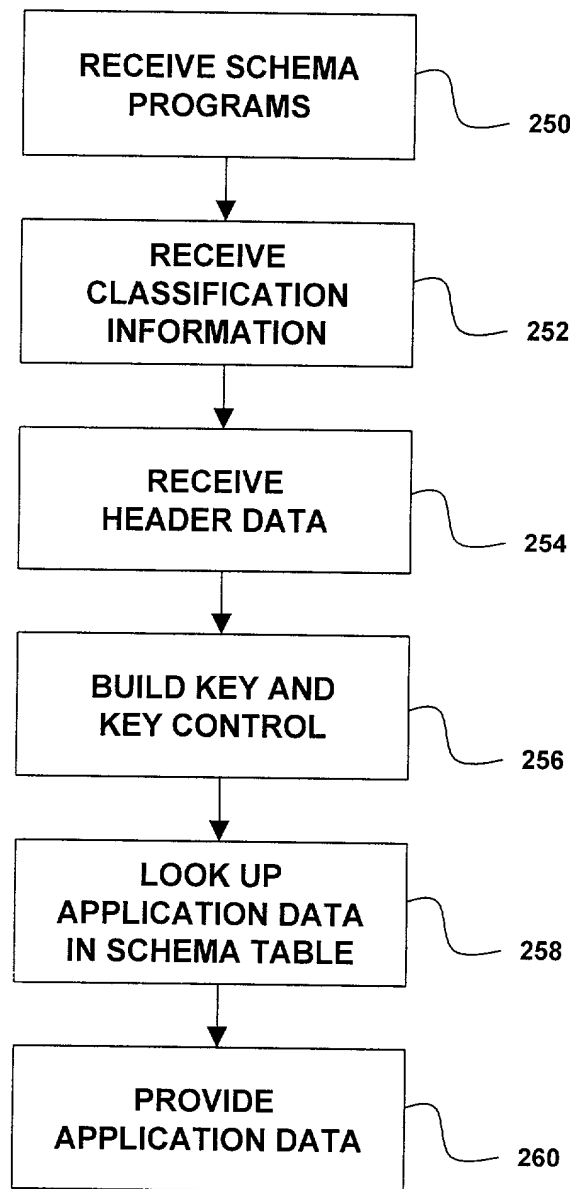 RECEIVE SCHEMA
PROGRAMS
250
RECEIVE
CLASSIFICATION
INFORMATION
252
RECEIVE
HEADER DATA
254
BUILD KEY AND
KEY CONTROL
256
LOOK UP
APPLICATION DATA
IN SCHEMA TABLE
258
PROVIDE
APPLICATION DATA
260